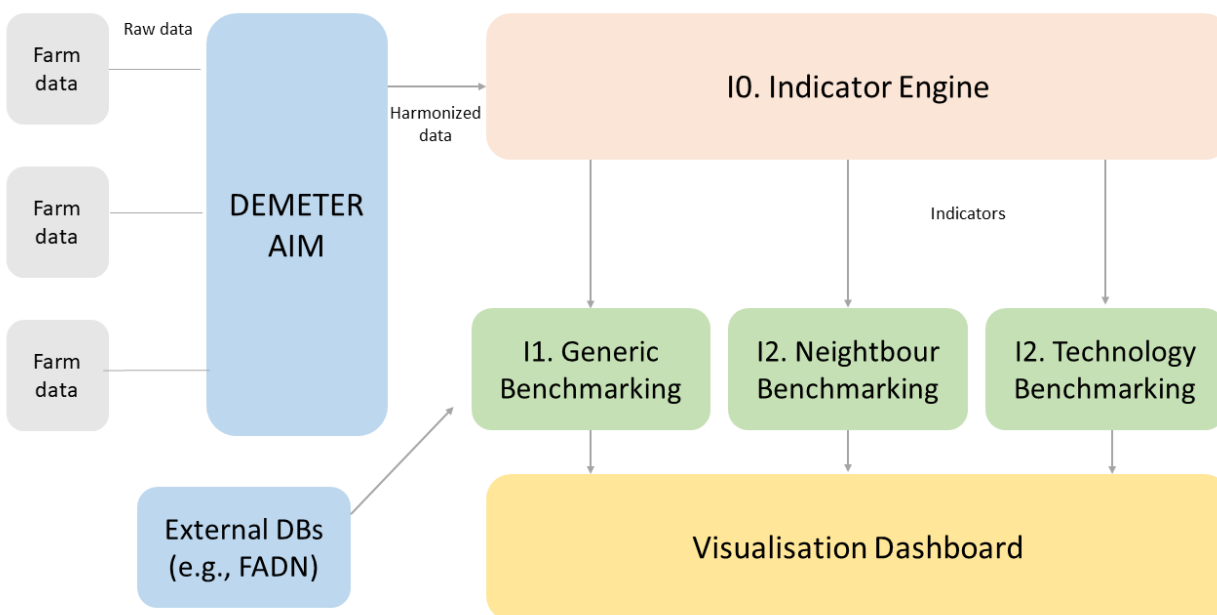 Farm
data
Raw data
Farm
data
Farm
data
DEMETER
AIM
Harmonized
data
I0. Indicator Engine
Indicators
I1. Generic
Benchmarking
I2. Neightbour
Benchmarking
I2. Technology
Benchmarking
External DBs
(e.g., FADN)
Visualisation Dashboard